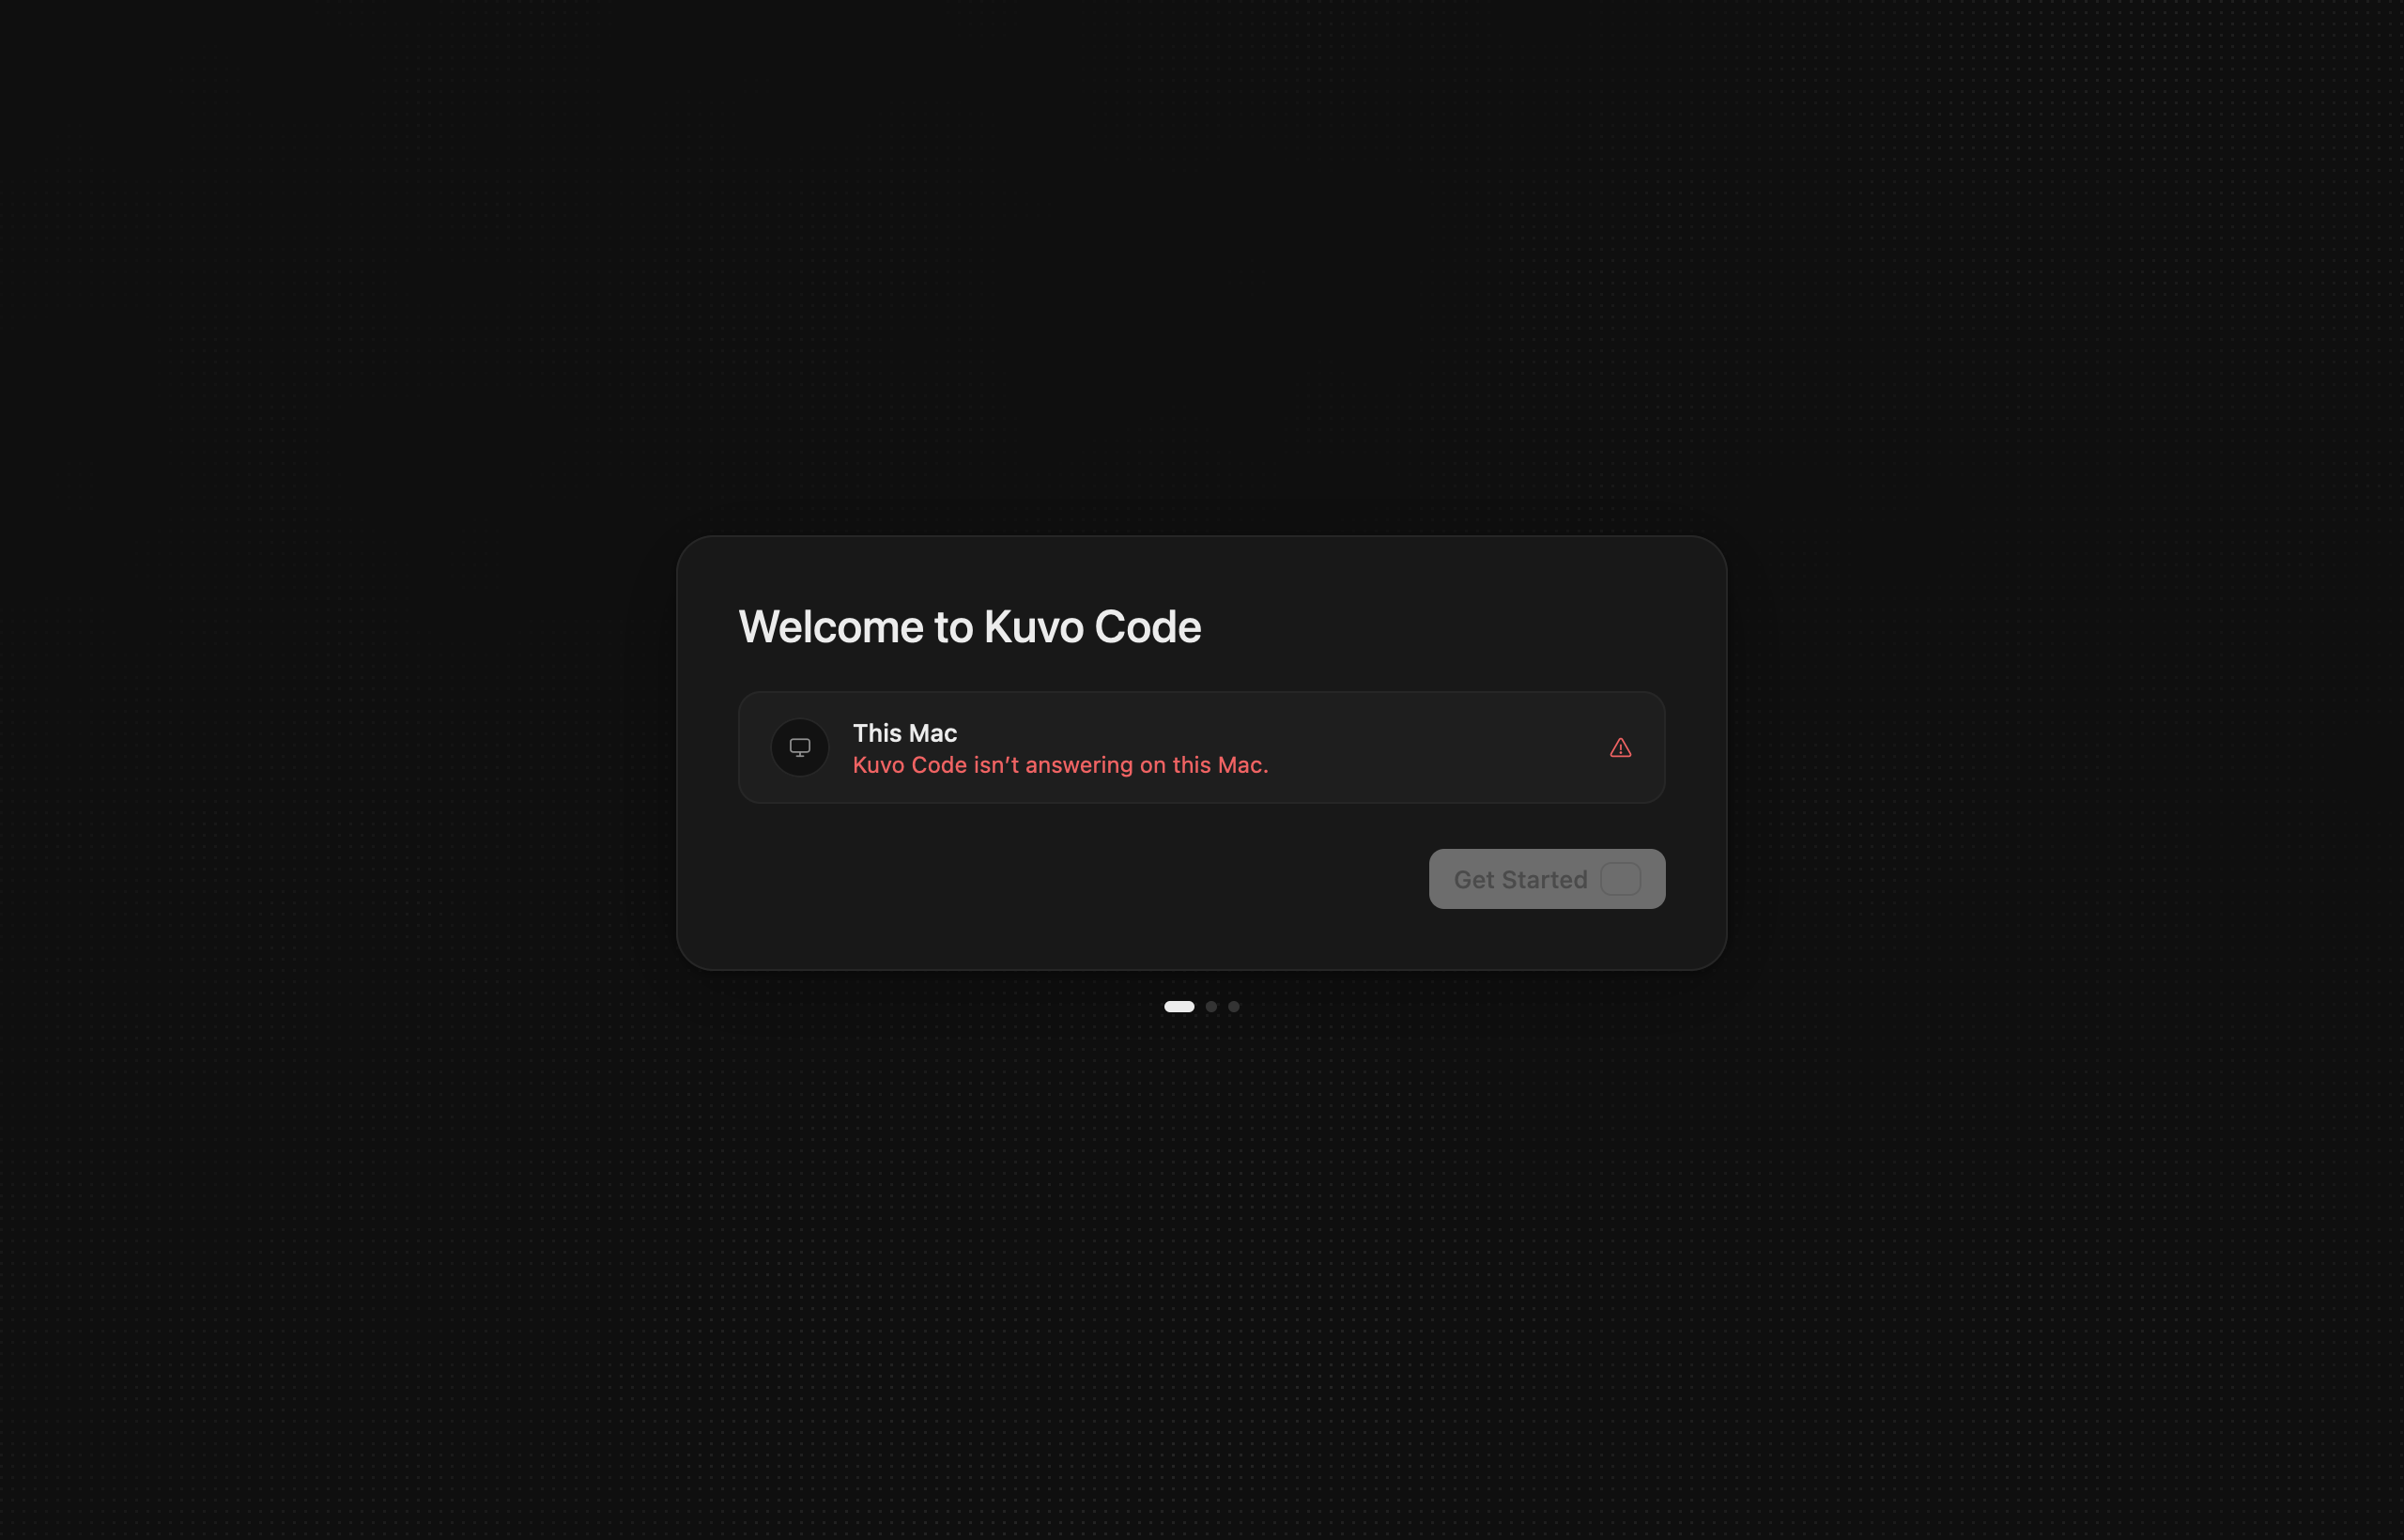 Welcome to Kuvo Code
This Mac
Kuvo Code isn’t answering on this Mac.
Get Started